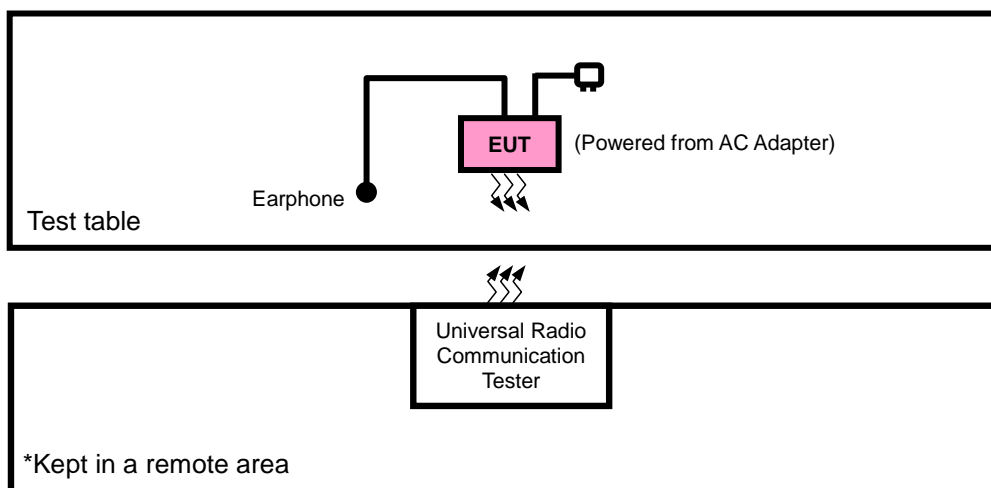 EUT
(Powered from AC Adapter)
Earphone
Test table
Universal Radio
Communication
Tester
*Kept in a remote area